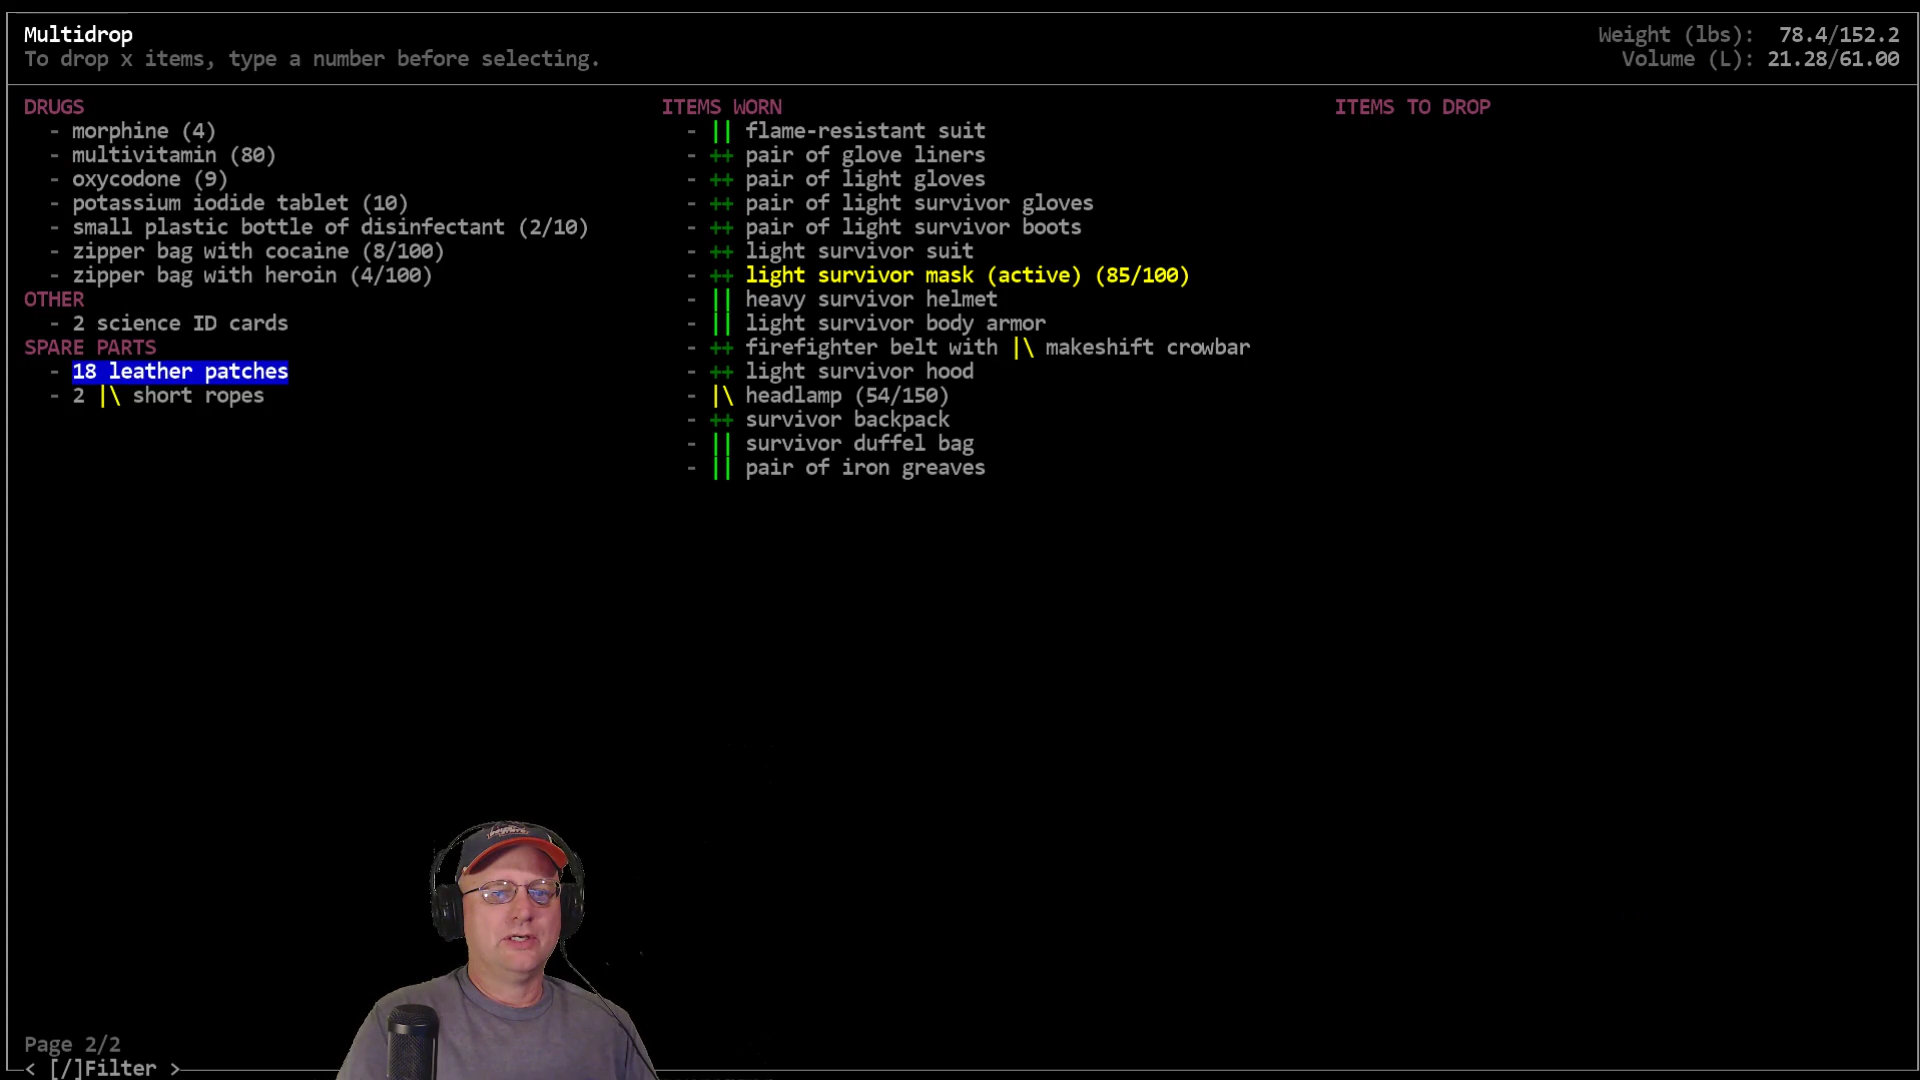 Multidrop
To drop x items, type a number before selecting.
Weight (lbs): 78.4/152.2
Volume (L): 21.28/61.00
DRUGS
- morphine (4)
- multivitamin (80)
- oxycodone (9)
- potassium iodide tablet (10)
- small plastic bottle of disinfectant (2/10)
- zipper bag with cocaine (8/100)
- zipper bag with heroin (4/100)
OTHER
- 2 science ID cards
SPARE PARTS
- 18 leather patches
- 2 |\ short ropes
ITEMS WORN
- || flame-resistant suit
- ++ pair of glove liners
- ++ pair of light gloves
- ++ pair of light survivor gloves
- ++ pair of light survivor boots
- ++ light survivor suit
- ++ light survivor mask (active) (85/100)
- || heavy survivor helmet
- || light survivor body armor
- ++ firefighter belt with |\ makeshift crowbar
- ++ light survivor hood
- |\ headlamp (54/150)
- ++ survivor backpack
- || survivor duffel bag
- || pair of iron greaves
ITEMS TO DROP
Page 2/2
< [/]Filter >